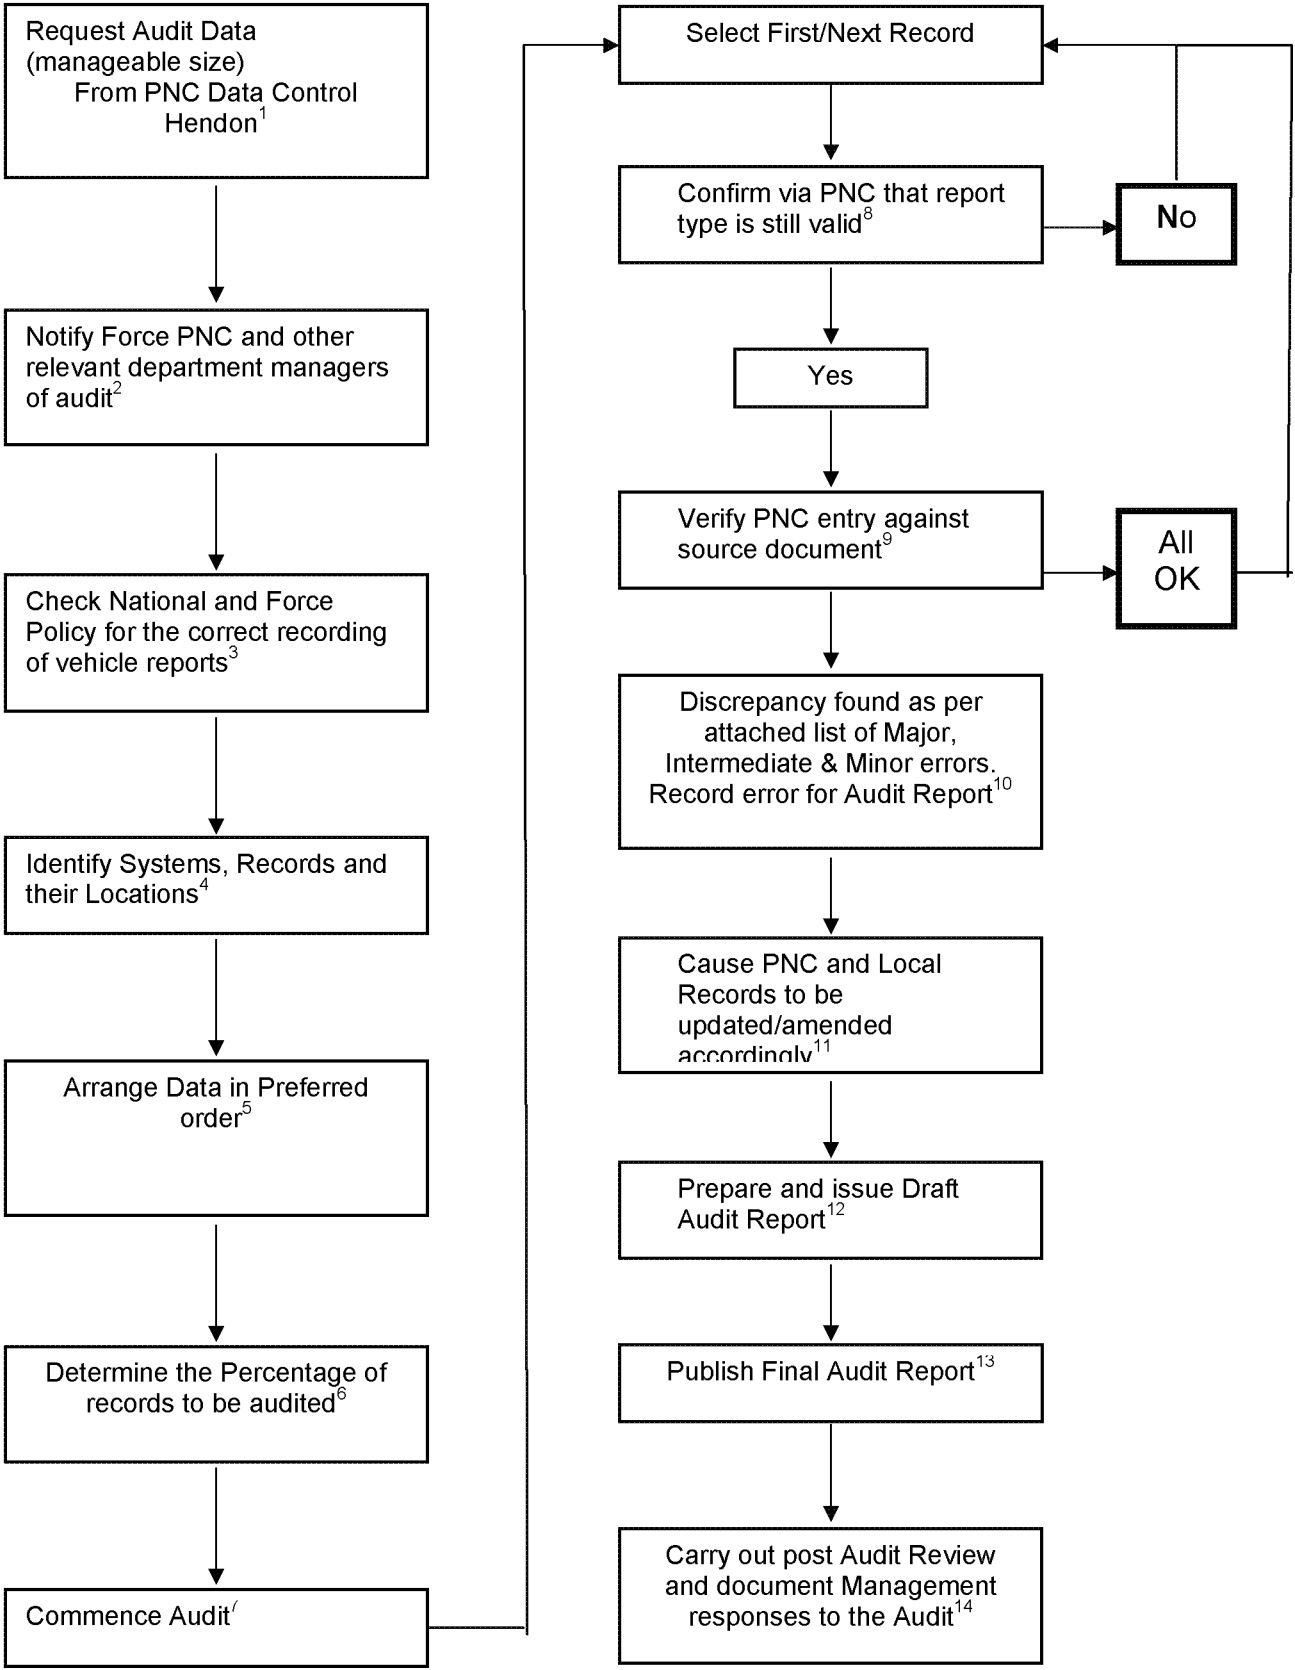 Request Audit Data
(manageable size)
From PNC Data Control
Hendon1
Notify Force PNC and other
relevant department managers
of audit2
Check National and Force
Policy for the correct recording
of vehicle reports3
Identify Systems, Records and
their Locations4
Arrange Data in Preferred
order5
Determine the Percentage of
records to be audited6
Commence Audit7
Select First/Next Record
Confirm via PNC that report
type is still valid8
No
Yes
Verify PNC entry against
source document9
All
OK
Discrepancy found as per
attached list of Major,
Intermediate & Minor errors.
Record error for Audit Report10
Cause PNC and Local
Records to be
updated/amended
accordingly11
Prepare and issue Draft
Audit Report12
Publish Final Audit Report13
Carry out post Audit Review
and document Management
responses to the Audit14